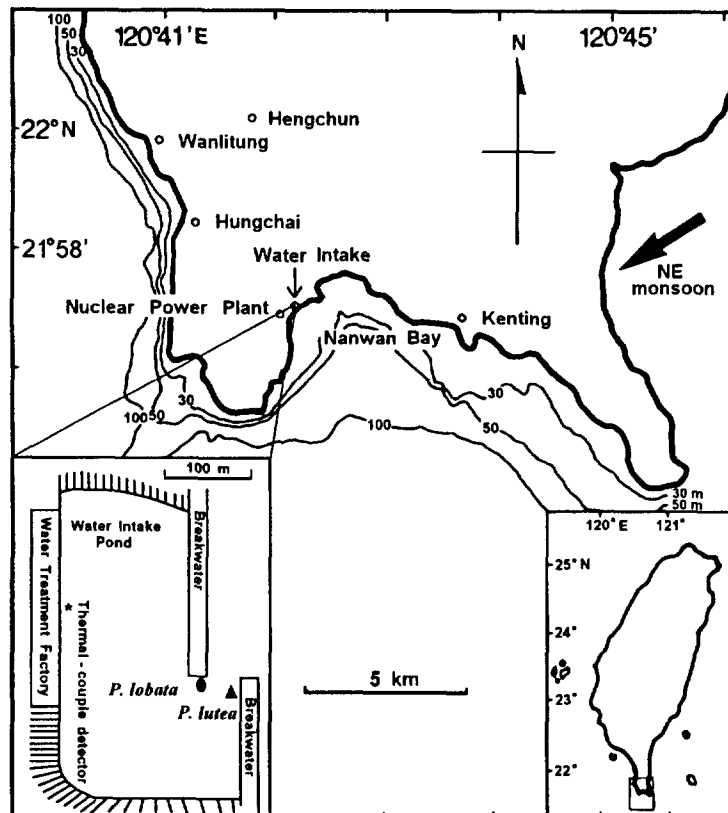 100
50
30
120°41' E
120°45'
N
22° N
Hengchun
Wanlitung
Hungchai
21°58'
Water Intake
NE
monsoon
Nuclear Power Plant
Kenting
Nanwan Bay
30
30
100
50
50
100
30 m
50 m
100 m
Water Intake
Pond
Breakwater
Water Treatment Factory
* Thermal - couple detector
P. lobata
P. lutea
Breakwater
5 km
120° E
121°
25° N
24°
23°
22°